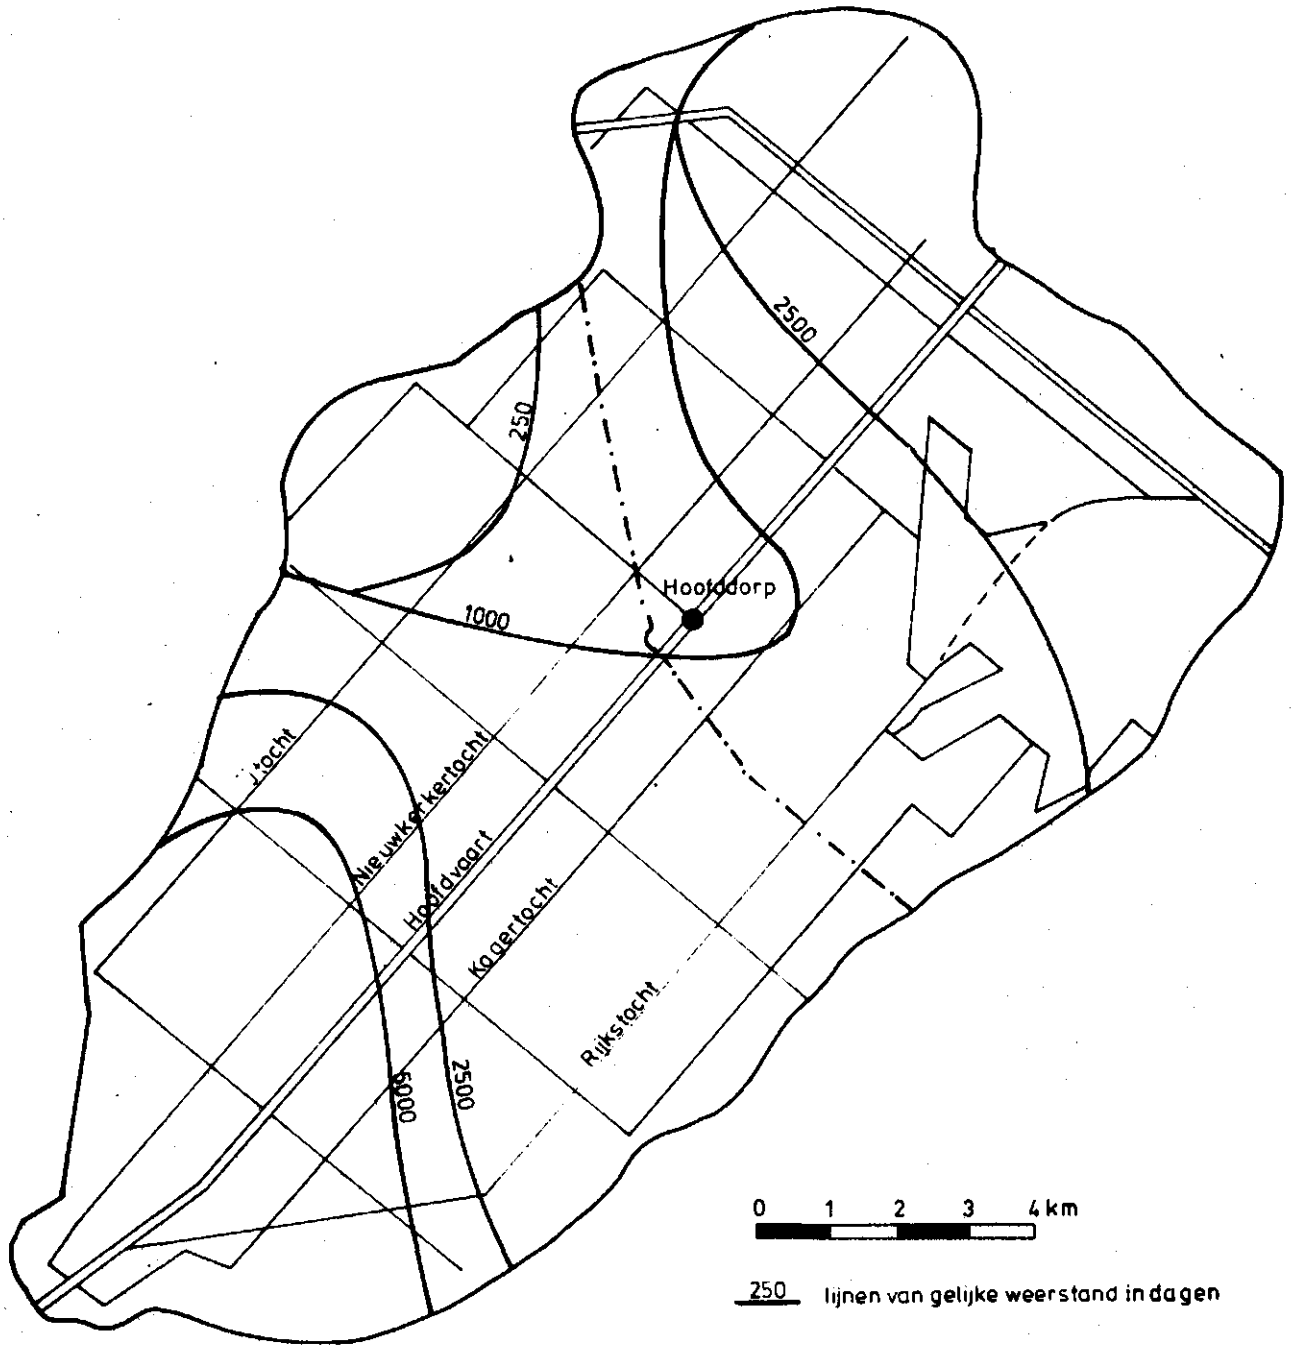 2500
250
Hoofddorp
1000
Nieuwkerkertocht
Hoofdvaart
Kagertocht
Rijkstocht
5000
2500
0 1 2 3 4 km
250 lijnen van gelijke weerstand in dagen